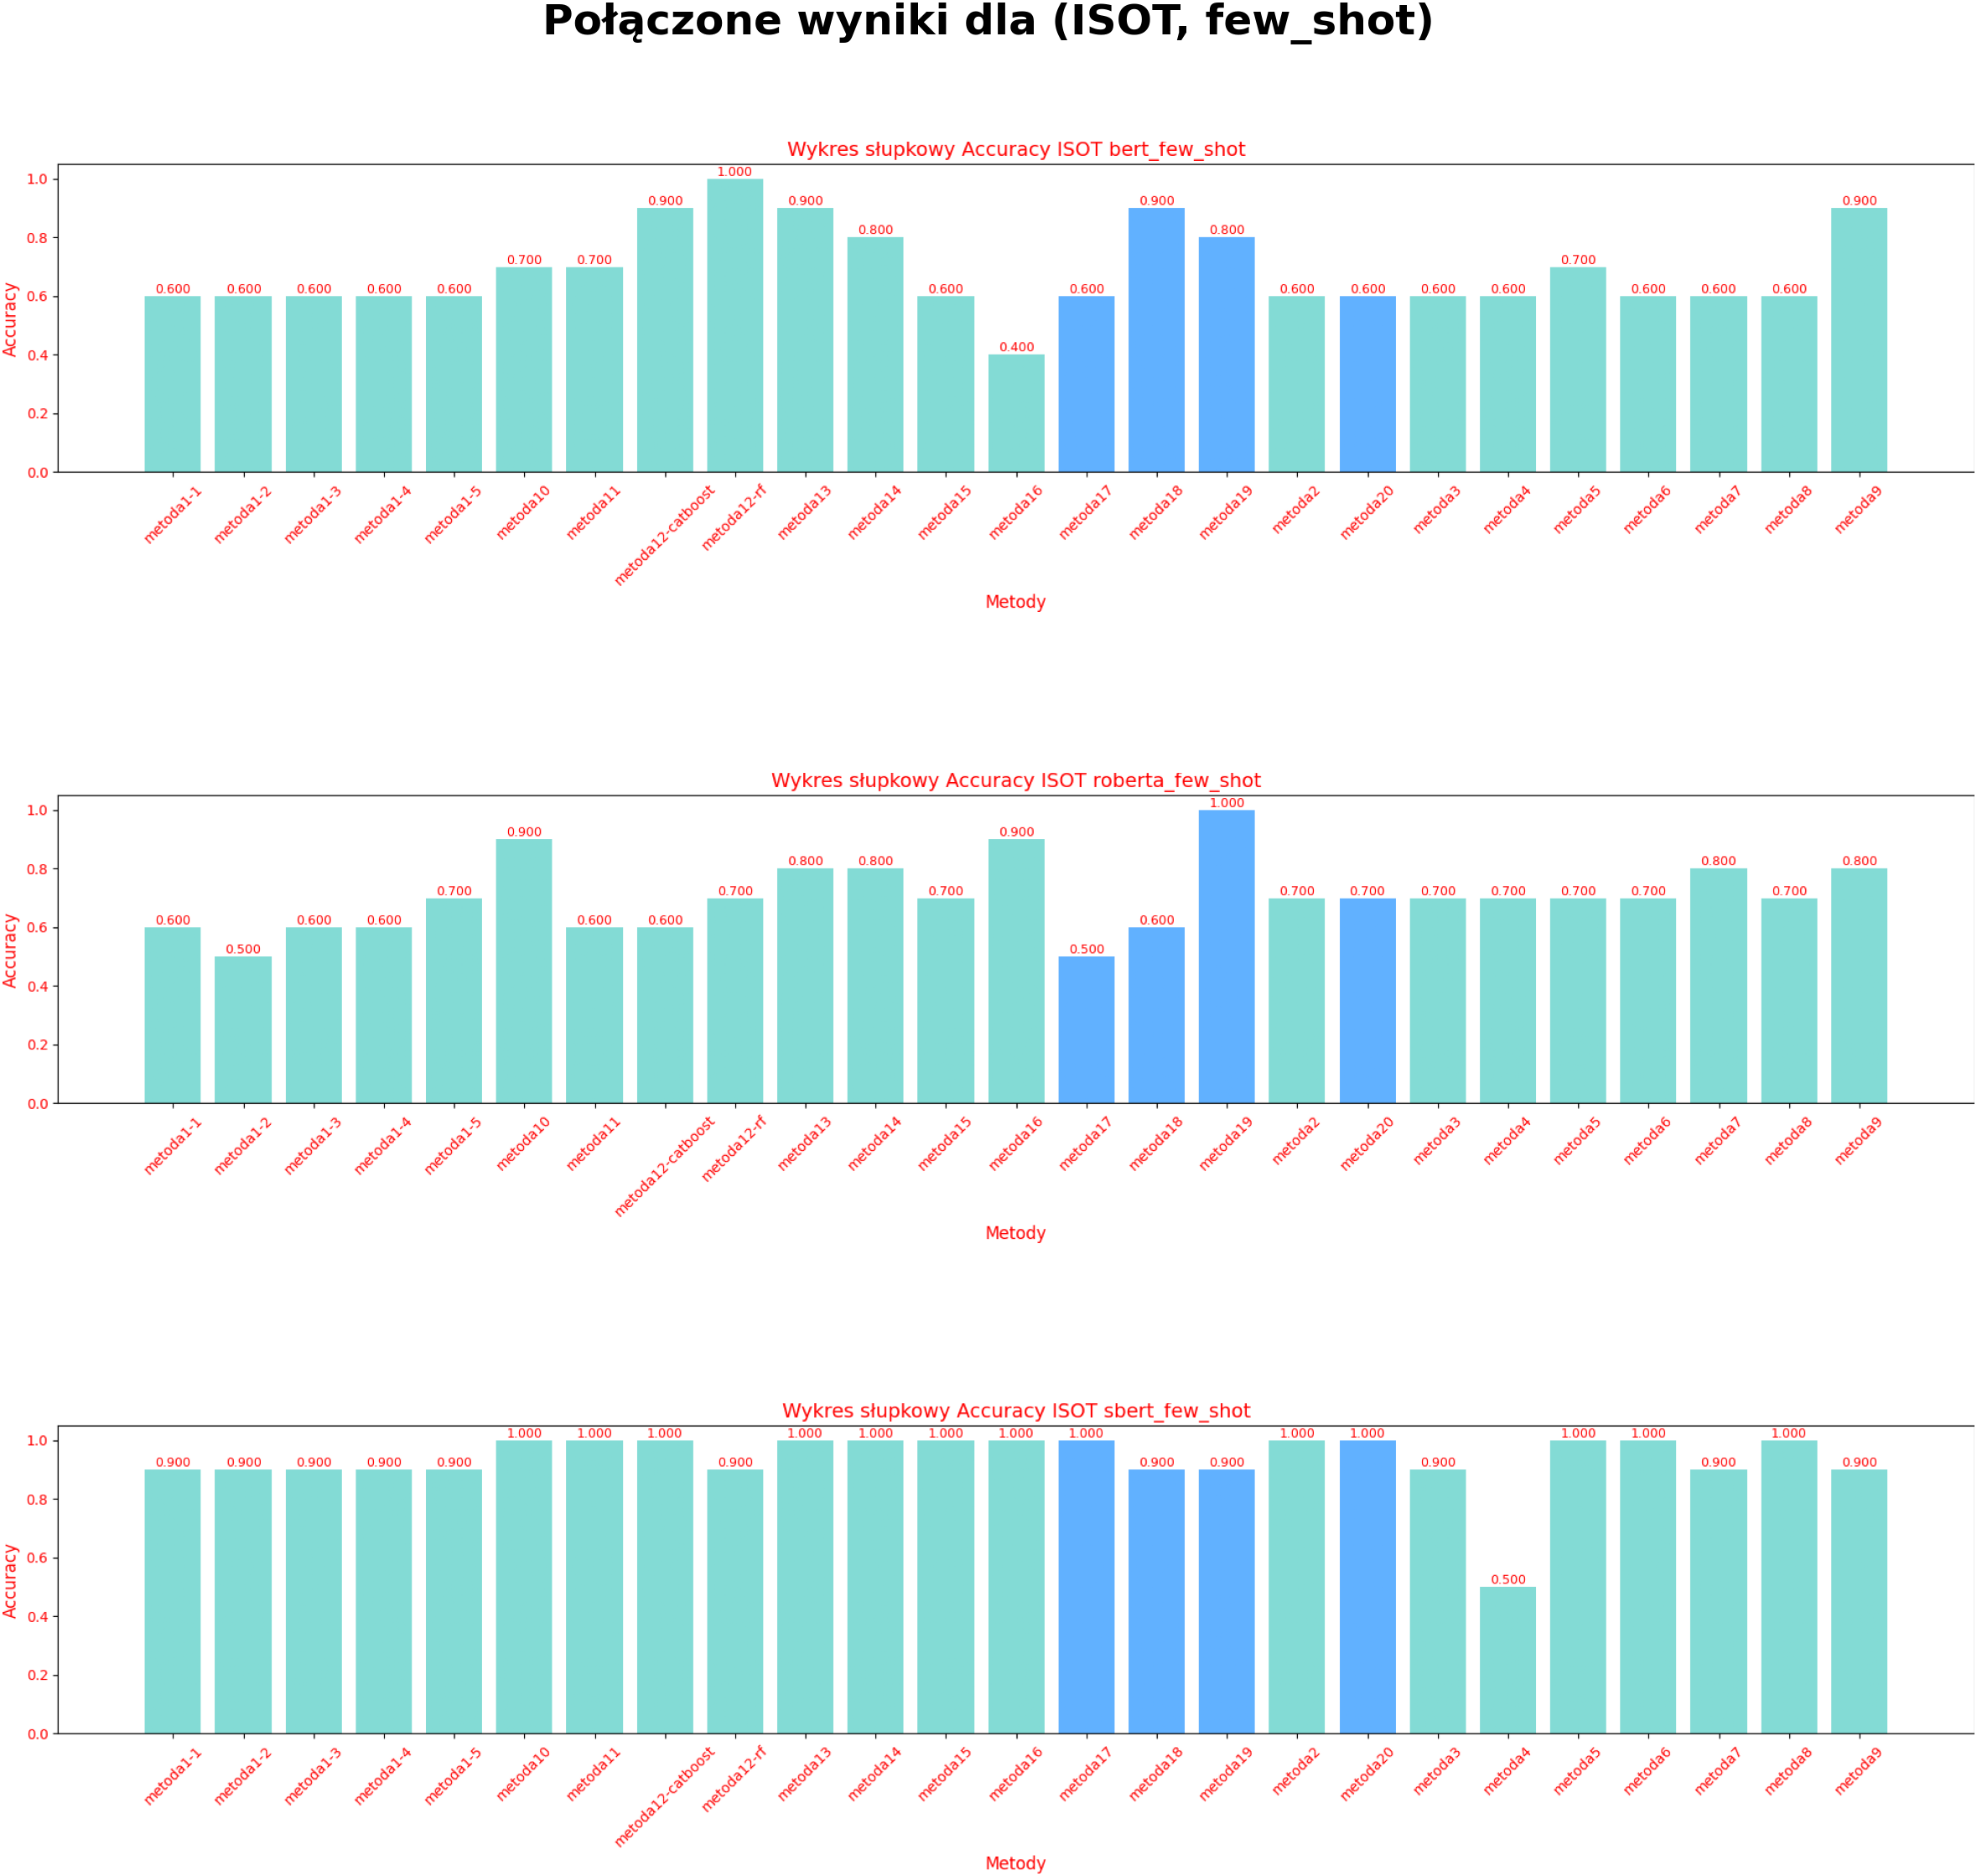 Połączone wyniki dla (ISOT, few_shot)
Wykres słupkowy Accuracy ISOT bert_few_shot
Accuracy
1.0
0.8
0.6
0.4
0.2
0.0
0.600 0.600 0.600 0.600 0.600 0.700 0.700 0.900 1.000 0.900 0.800 0.600 0.400 0.600 0.900 0.800 0.600 0.600 0.600 0.600 0.700 0.600 0.600 0.600 0.900
metoda1-1 metoda1-2 metoda1-3 metoda1-4 metoda1-5 metoda10 metoda11 metoda12-catboost metoda12-rf metoda13 metoda14 metoda15 metoda16 metoda17 metoda18 metoda19 metoda2 metoda20 metoda3 metoda4 metoda5 metoda6 metoda7 metoda8 metoda9
Metody
Wykres słupkowy Accuracy ISOT roberta_few_shot
Accuracy
1.0
0.8
0.6
0.4
0.2
0.0
0.600 0.500 0.600 0.600 0.700 0.900 0.600 0.600 0.700 0.800 0.800 0.700 0.900 0.500 0.600 1.000 0.700 0.700 0.700 0.700 0.700 0.700 0.800 0.700 0.800
metoda1-1 metoda1-2 metoda1-3 metoda1-4 metoda1-5 metoda10 metoda11 metoda12-catboost metoda12-rf metoda13 metoda14 metoda15 metoda16 metoda17 metoda18 metoda19 metoda2 metoda20 metoda3 metoda4 metoda5 metoda6 metoda7 metoda8 metoda9
Metody
Wykres słupkowy Accuracy ISOT sbert_few_shot
Accuracy
1.0
0.8
0.6
0.4
0.2
0.0
0.900 0.900 0.900 0.900 0.900 1.000 1.000 1.000 0.900 1.000 1.000 1.000 1.000 1.000 0.900 0.900 1.000 1.000 0.900 0.500 1.000 1.000 0.900 1.000 0.900
metoda1-1 metoda1-2 metoda1-3 metoda1-4 metoda1-5 metoda10 metoda11 metoda12-catboost metoda12-rf metoda13 metoda14 metoda15 metoda16 metoda17 metoda18 metoda19 metoda2 metoda20 metoda3 metoda4 metoda5 metoda6 metoda7 metoda8 metoda9
Metody